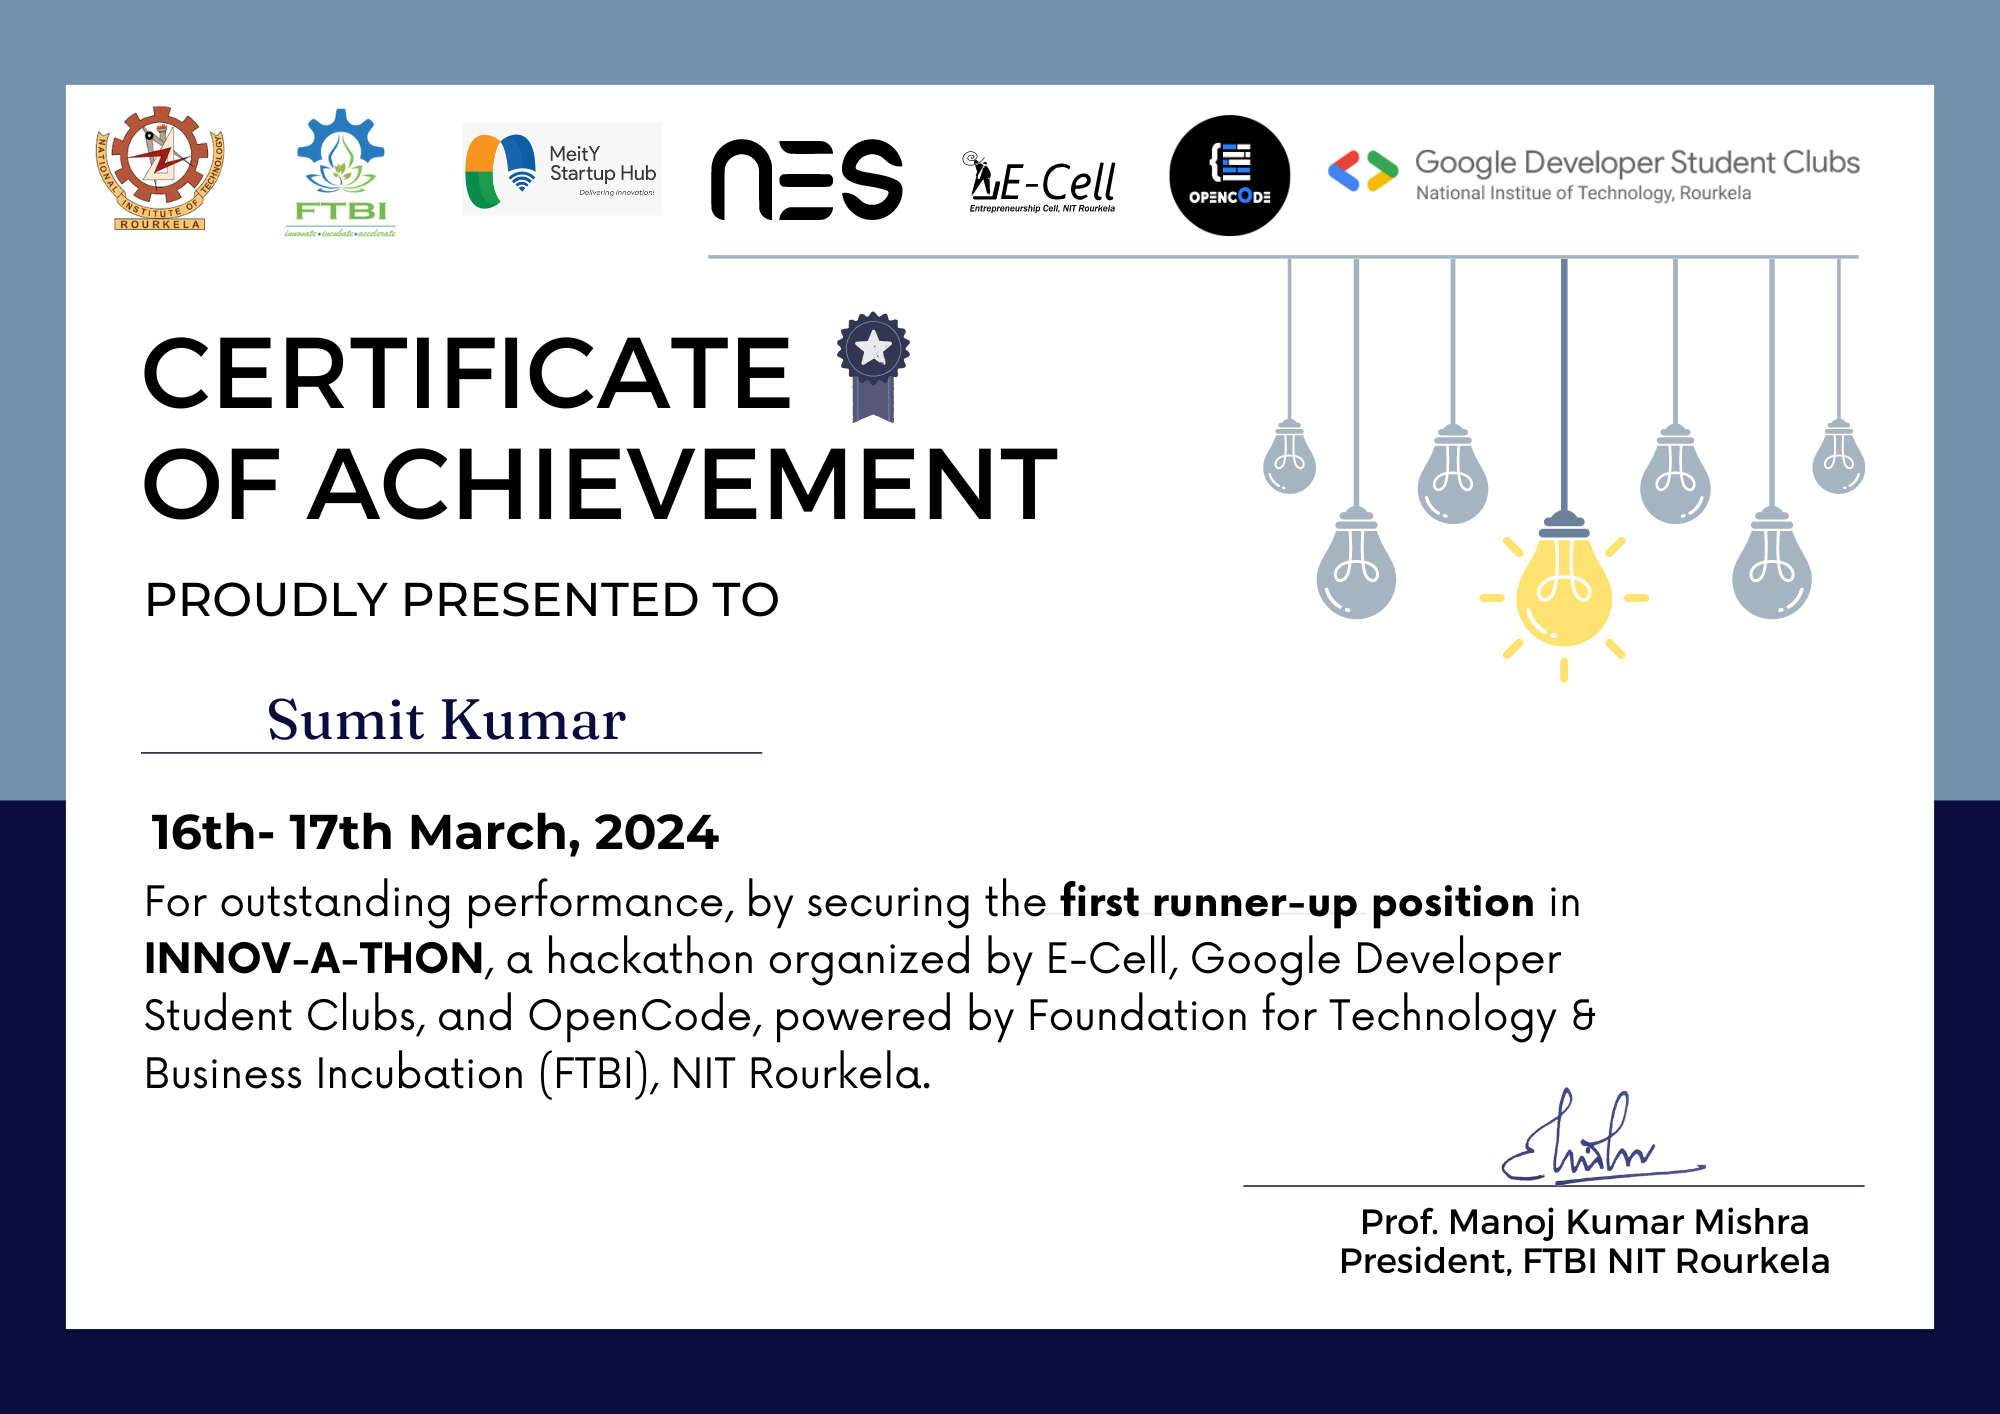 NATIONAL INSTITUTE OF TECHNOLOGY
ROURKELA
FTBI
innovate • incubate • accelerate
MeitY
Startup Hub
Delivering Innovation!
nES
E-Cell
Entrepreneurship Cell, NIT Rourkela
OPENCODE
Google Developer Student Clubs
National Institue of Technology, Rourkela
CERTIFICATE
OF ACHIEVEMENT
PROUDLY PRESENTED TO
Sumit Kumar
16th- 17th March, 2024
For outstanding performance, by securing the first runner-up position in
INNOV-A-THON, a hackathon organized by E-Cell, Google Developer
Student Clubs, and OpenCode, powered by Foundation for Technology &
Business Incubation (FTBI), NIT Rourkela.
Prof. Manoj Kumar Mishra
President, FTBI NIT Rourkela